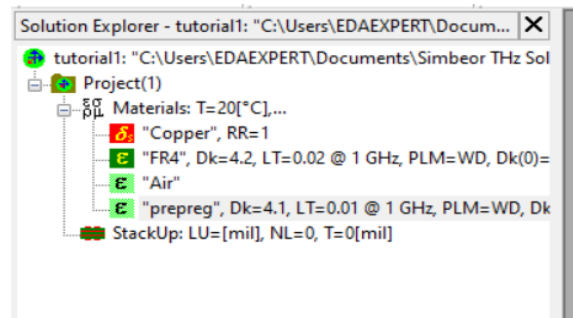 Solution Explorer - tutorial1: "C:\Users\EDAEXPERT\Docum...
tutorial1: "C:\Users\EDAEXPERT\Documents\Simbeor THz Sol
Project(1)
Materials: T=20[°C],...
"Copper", RR=1
"FR4", Dk=4.2, LT=0.02 @ 1 GHz, PLM=WD, Dk(0)=
"Air"
"prepreg", Dk=4.1, LT=0.01 @ 1 GHz, PLM=WD, Dk
StackUp: LU=[mil], NL=0, T=0[mil]